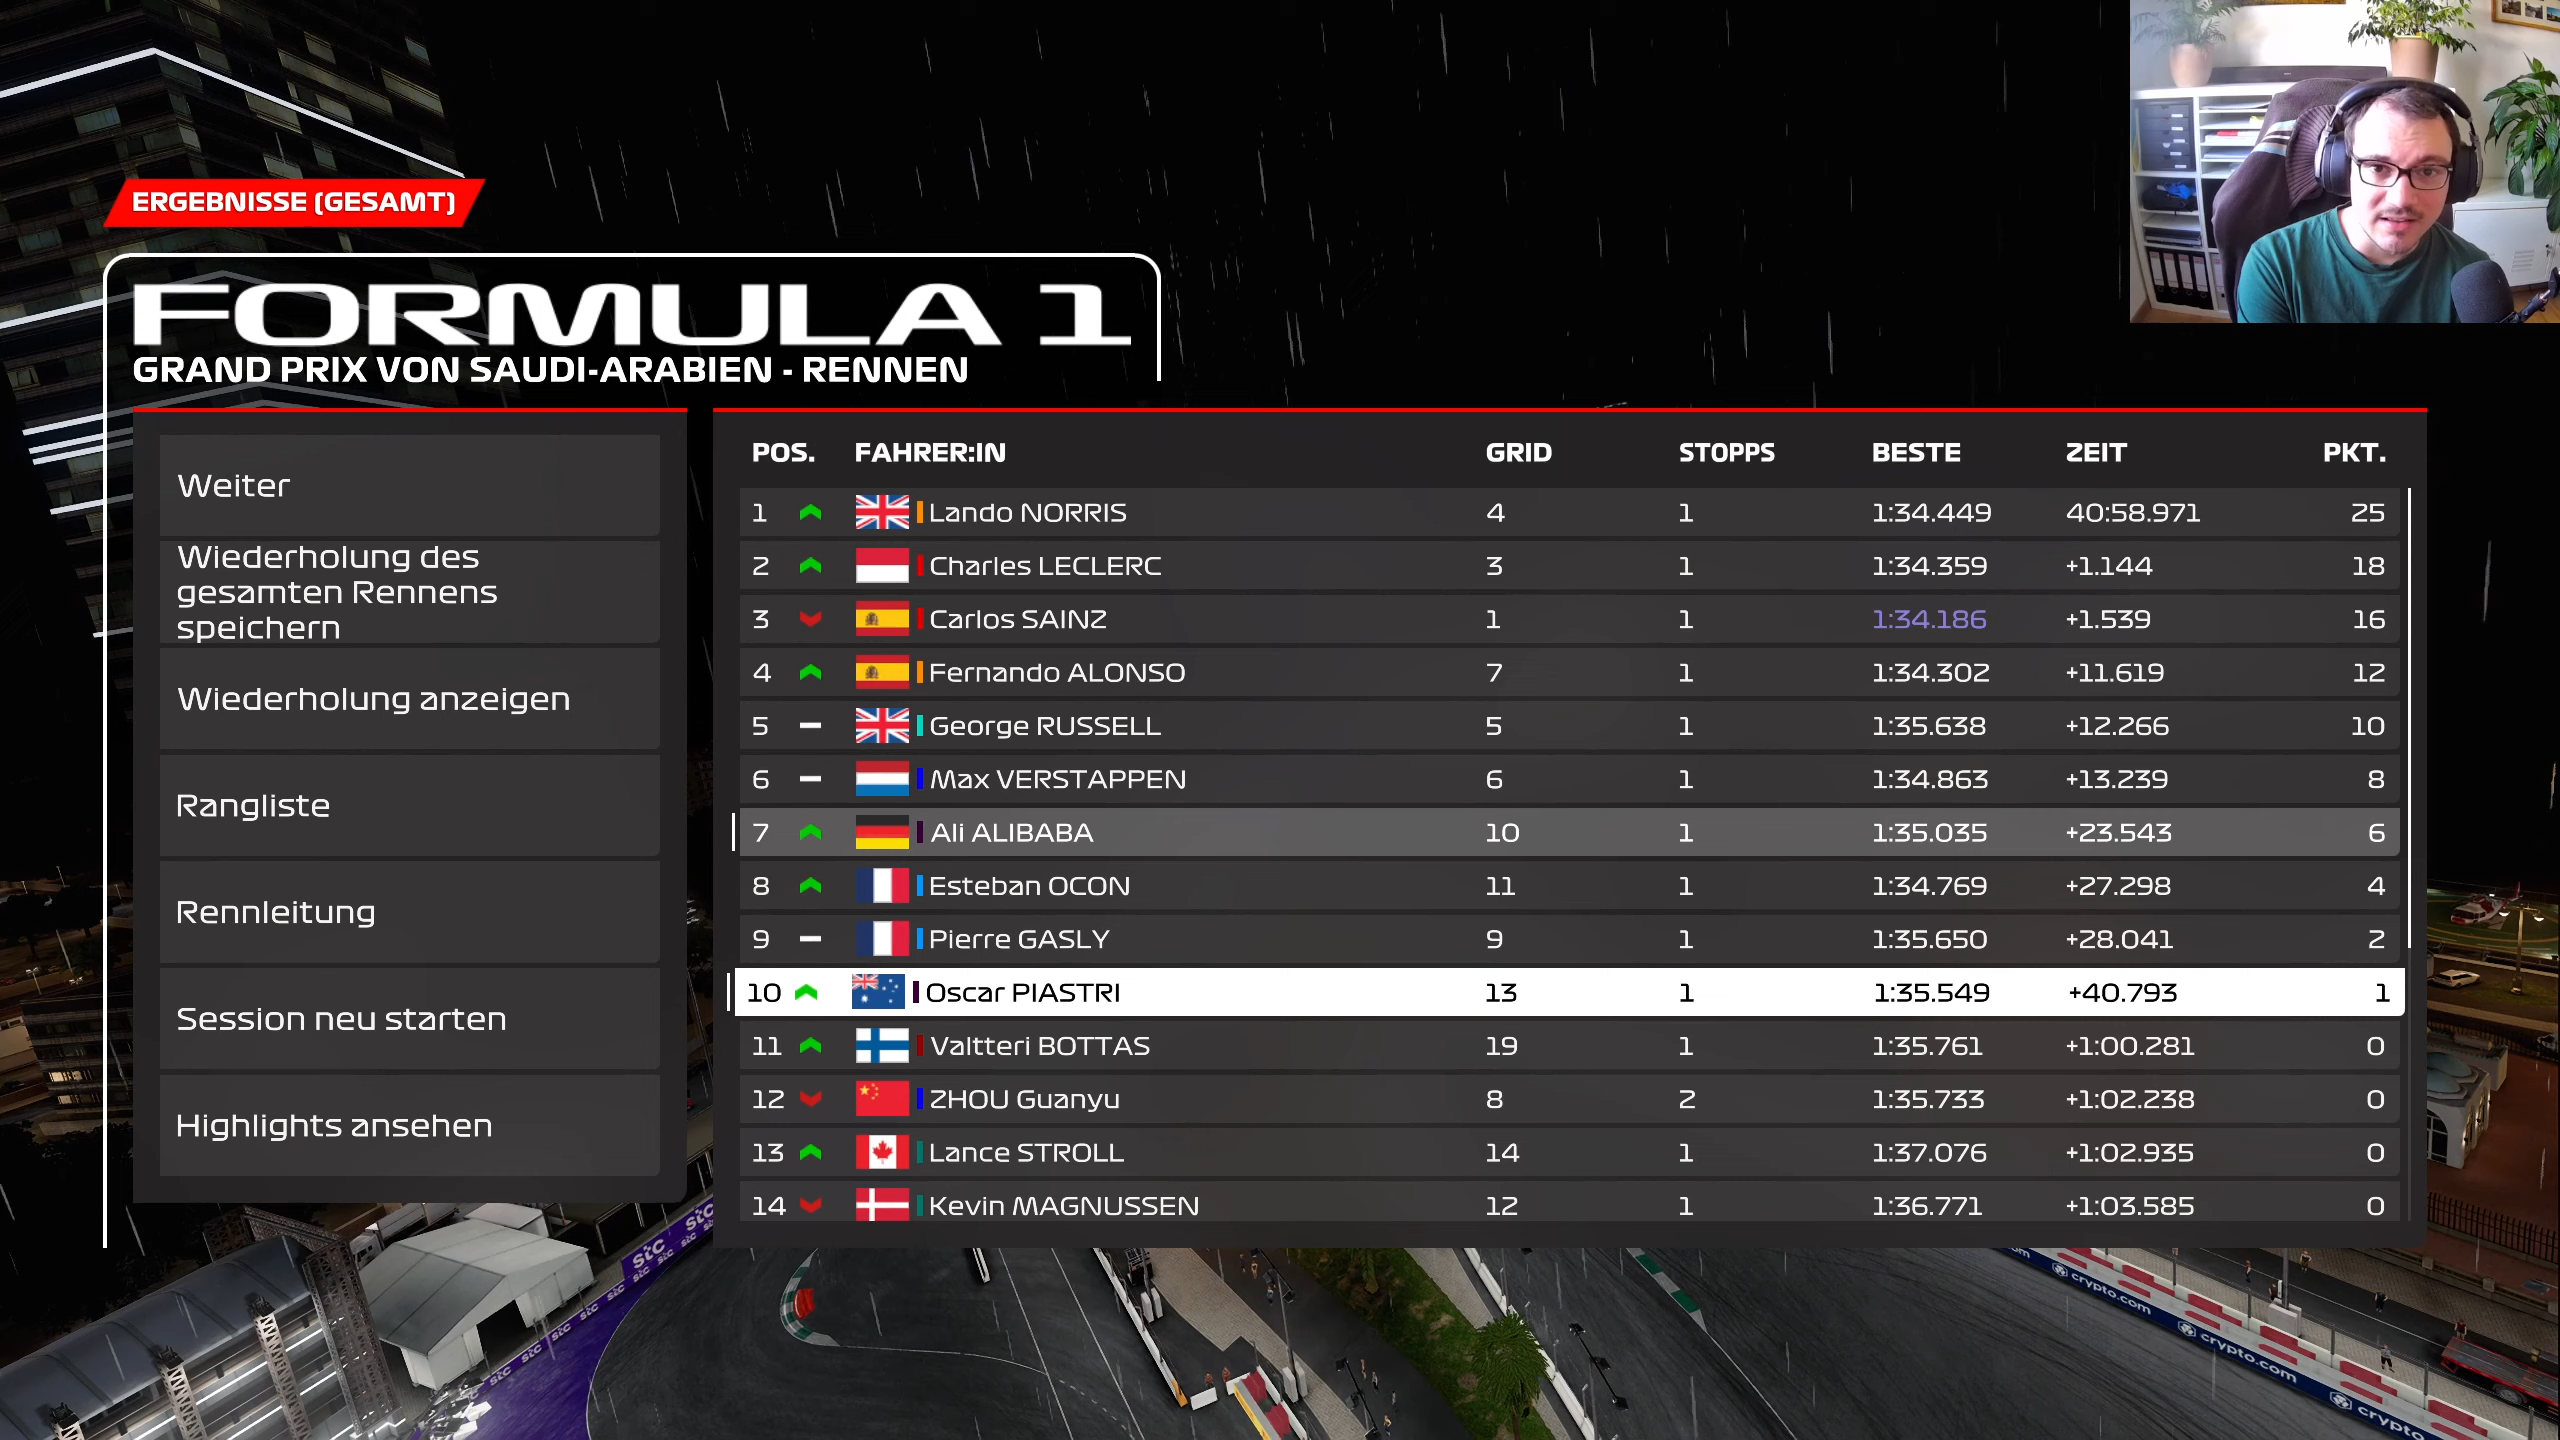 ERGEBNISSE (GESAMT)
FORMULA 1
GRAND PRIX VON SAUDI-ARABIEN - RENNEN
Weiter
Wiederholung des
gesamten Rennens
speichern
Wiederholung anzeigen
Rangliste
Rennleitung
Session neu starten
Highlights ansehen
POS. FAHRER:IN GRID STOPPS BESTE ZEIT PKT.
1 Lando NORRIS 4 1 1:34.449 40:58.971 25
2 Charles LECLERC 3 1 1:34.359 +1.144 18
3 Carlos SAINZ 1 1 1:34.186 +1.539 16
4 Fernando ALONSO 7 1 1:34.302 +11.619 12
5 George RUSSELL 5 1 1:35.638 +12.266 10
6 Max VERSTAPPEN 6 1 1:34.863 +13.239 8
7 Ali ALIBABA 10 1 1:35.035 +23.543 6
8 Esteban OCON 11 1 1:34.769 +27.298 4
9 Pierre GASLY 9 1 1:35.650 +28.041 2
10 Oscar PIASTRI 13 1 1:35.549 +40.793 1
11 Valtteri BOTTAS 19 1 1:35.761 +1:00.281 0
12 ZHOU Guanyu 8 2 1:35.733 +1:02.238 0
13 Lance STROLL 14 1 1:37.076 +1:02.935 0
14 Kevin MAGNUSSEN 12 1 1:36.771 +1:03.585 0
stc
stc
stc
stc
stc
stc
crypto.com
crypto.com